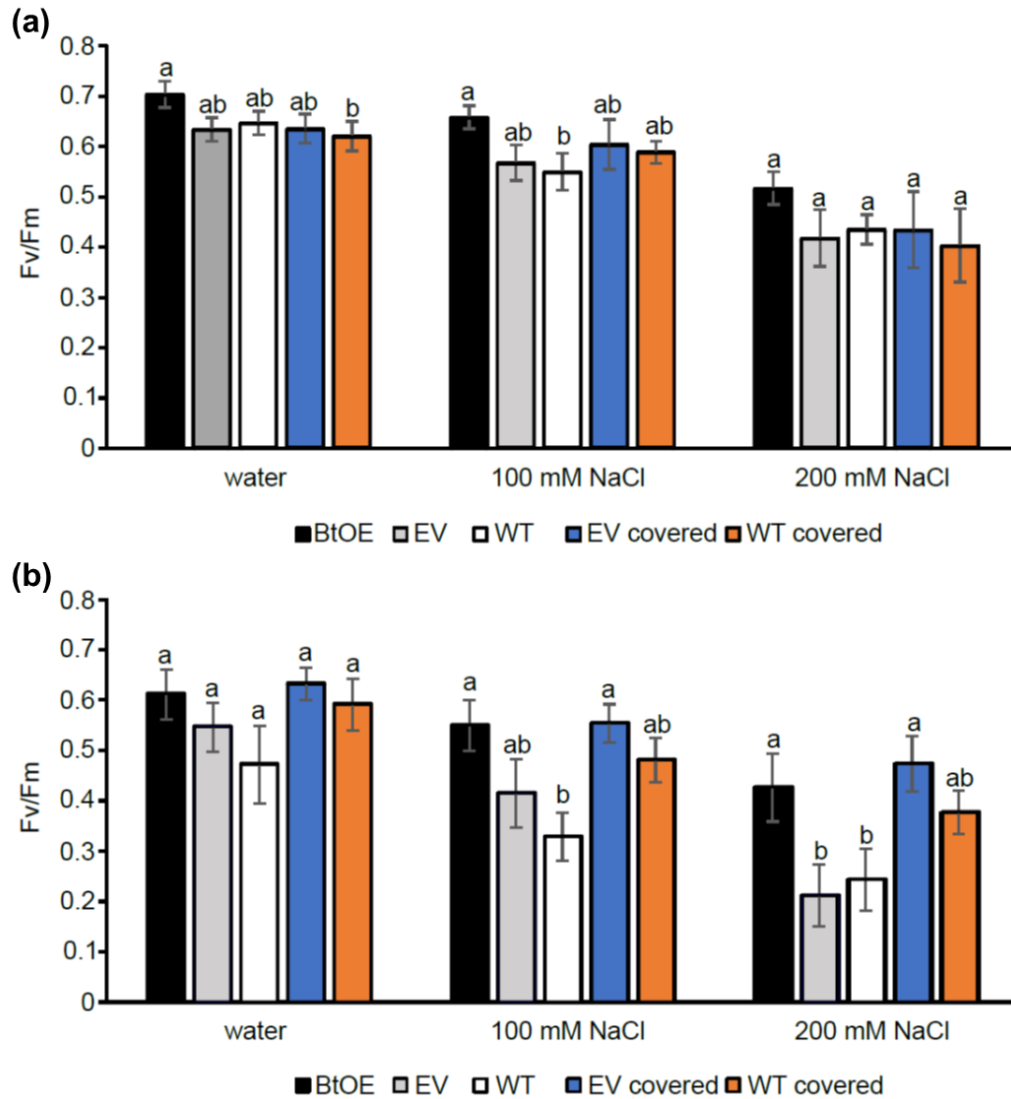 (a)
0.8
0.7
0.6
0.5
0.4
0.3
0.2
0.1
0
Fv/Fm
a ab ab ab b
a ab b ab ab
a a a a a
water 100 mM NaCl 200 mM NaCl
BtOE EV WT EV covered WT covered
(b)
0.8
0.7
0.6
0.5
0.4
0.3
0.2
0.1
0
Fv/Fm
a a a a a
a ab b a ab
a b b a ab
water 100 mM NaCl 200 mM NaCl
BtOE EV WT EV covered WT covered